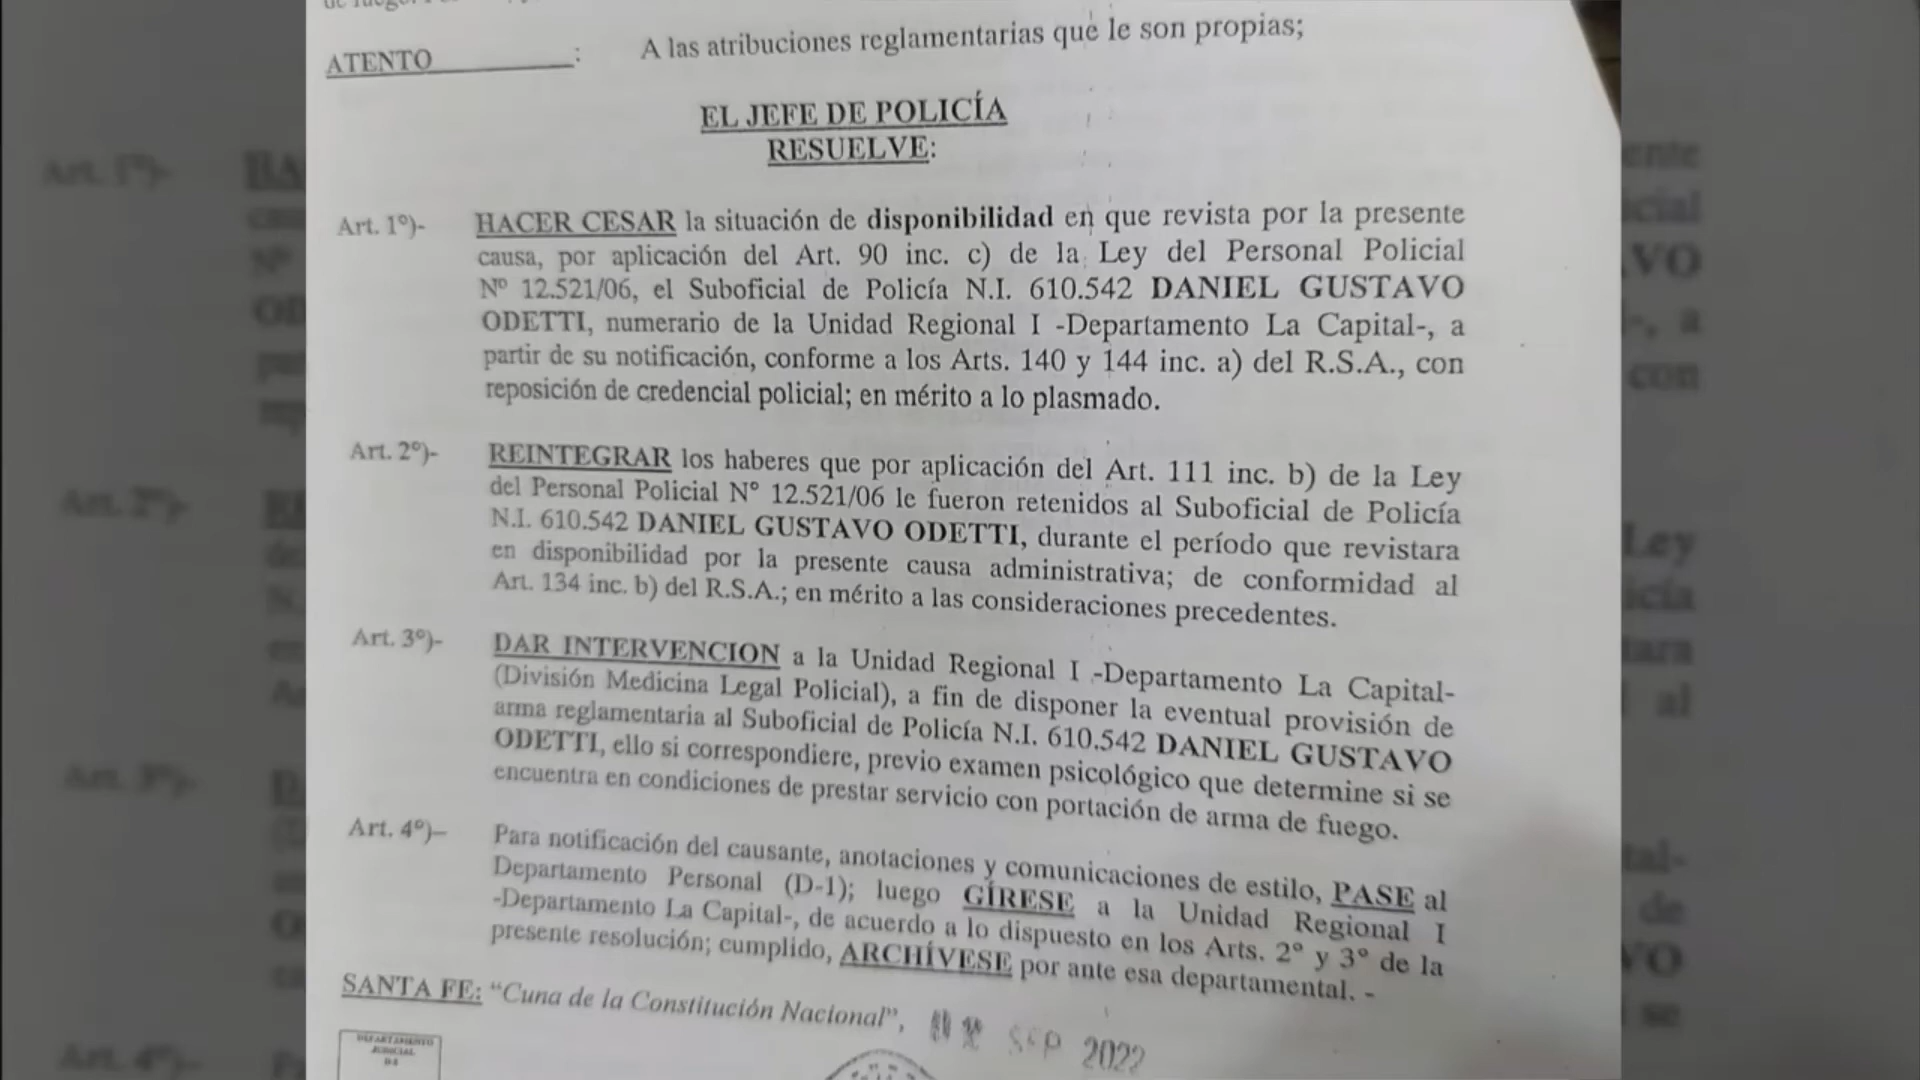 ATENTO__________: A las atribuciones reglamentarias que le son propias;
EL JEFE DE POLICÍA
RESUELVE:
Art. 1º)- HACER CESAR la situación de disponibilidad en que revista por la presente
causa, por aplicación del Art. 90 inc. c) de la Ley del Personal Policial
Nº 12.521/06, el Suboficial de Policía N.I. 610.542 DANIEL GUSTAVO
ODETTI, numerario de la Unidad Regional I -Departamento La Capital-, a
partir de su notificación, conforme a los Arts. 140 y 144 inc. a) del R.S.A., con
reposición de credencial policial; en mérito a lo plasmado.
Art. 2º)- REINTEGRAR los haberes que por aplicación del Art. 111 inc. b) de la Ley
del Personal Policial N° 12.521/06 le fueron retenidos al Suboficial de Policía
N.I. 610.542 DANIEL GUSTAVO ODETTI, durante el período que revistara
en disponibilidad por la presente causa administrativa; de conformidad al
Art. 134 inc. b) del R.S.A.; en mérito a las consideraciones precedentes.
Art. 3º)- DAR INTERVENCION a la Unidad Regional I -Departamento La Capital-
(División Medicina Legal Policial), a fin de disponer la eventual provisión de
arma reglamentaria al Suboficial de Policía N.I. 610.542 DANIEL GUSTAVO
ODETTI, ello si correspondiere, previo examen psicológico que determine si se
encuentra en condiciones de prestar servicio con portación de arma de fuego.
Art. 4º)– Para notificación del causante, anotaciones y comunicaciones de estilo, PASE al
Departamento Personal (D-1); luego GÍRESE a la Unidad Regional I
-Departamento La Capital-, de acuerdo a lo dispuesto en los Arts. 2° y 3° de la
presente resolución; cumplido, ARCHÍVESE por ante esa departamental. -
SANTA FE: “Cuna de la Constitución Nacional”, SEP 2022
DEPARTAMENTO
JUDICIAL